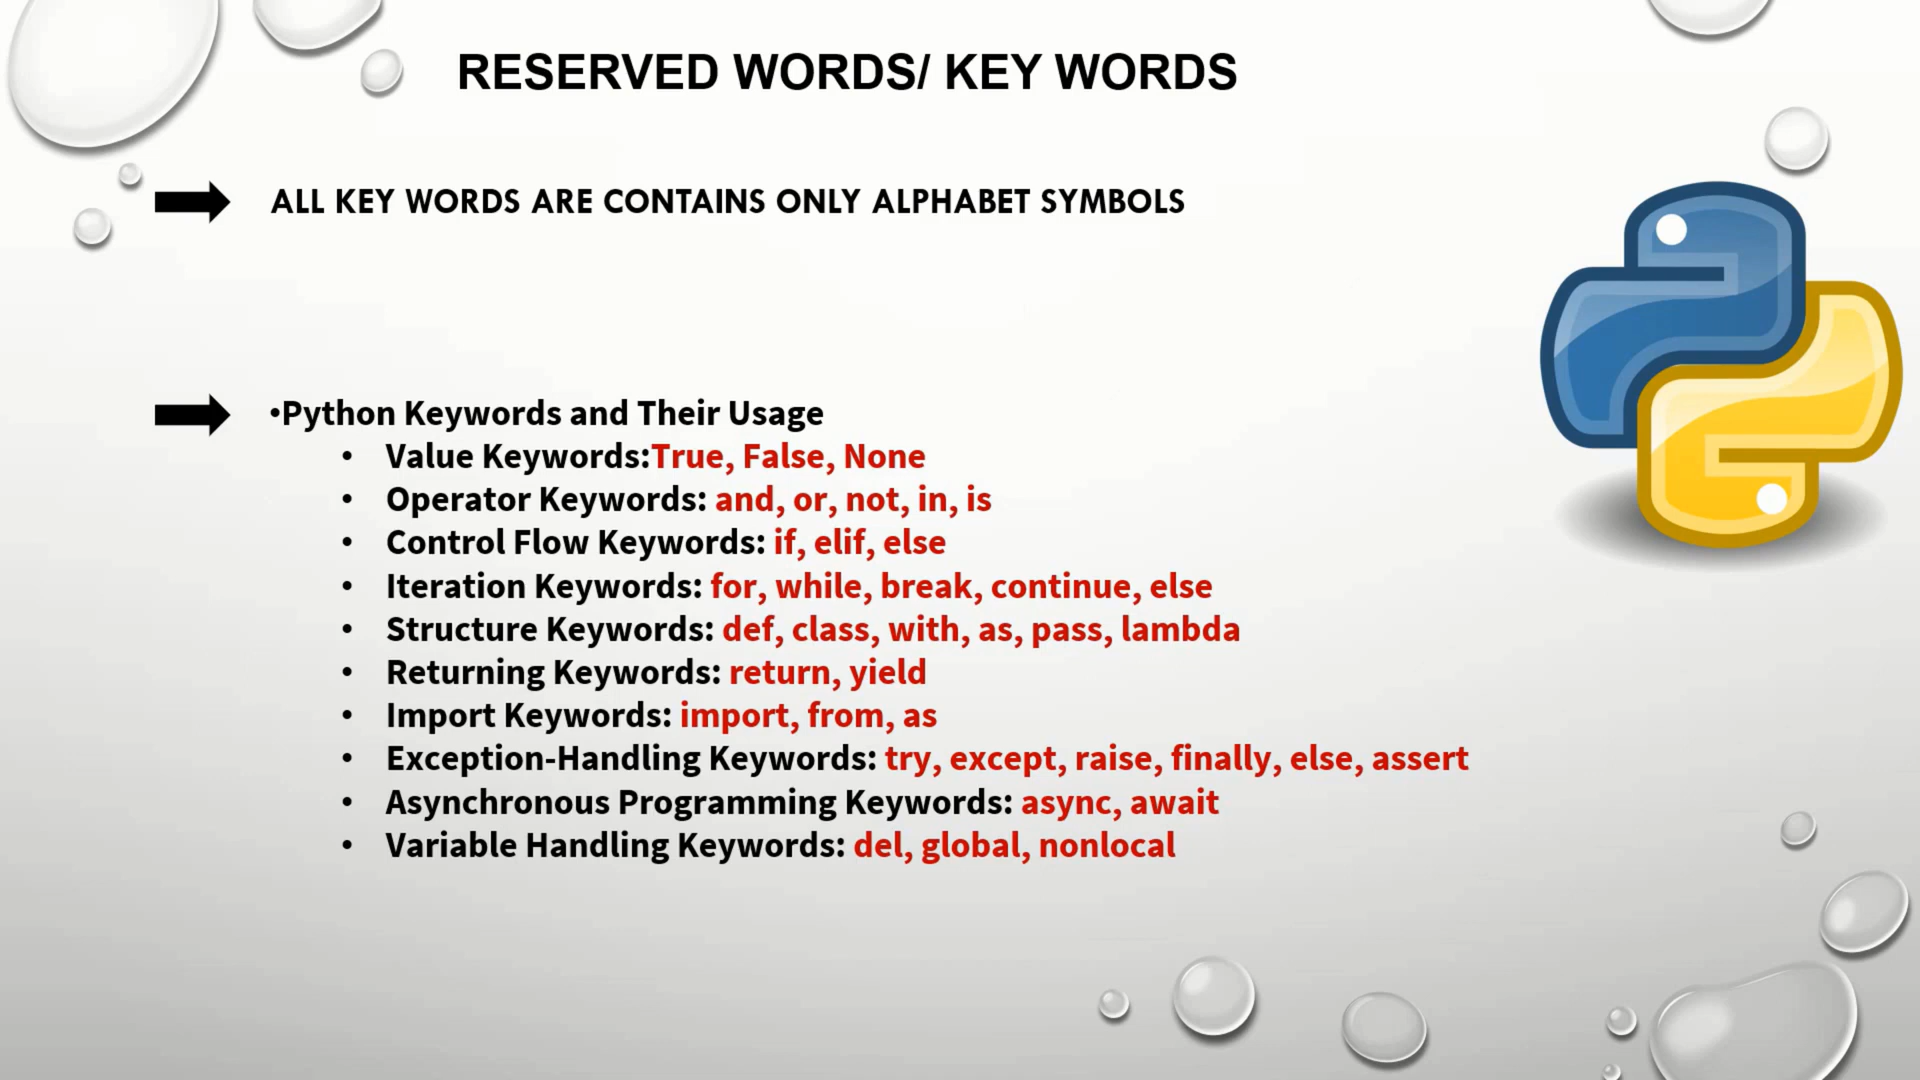 RESERVED WORDS/ KEY WORDS
ALL KEY WORDS ARE CONTAINS ONLY ALPHABET SYMBOLS
•Python Keywords and Their Usage
• Value Keywords:True, False, None
• Operator Keywords: and, or, not, in, is
• Control Flow Keywords: if, elif, else
• Iteration Keywords: for, while, break, continue, else
• Structure Keywords: def, class, with, as, pass, lambda
• Returning Keywords: return, yield
• Import Keywords: import, from, as
• Exception-Handling Keywords: try, except, raise, finally, else, assert
• Asynchronous Programming Keywords: async, await
• Variable Handling Keywords: del, global, nonlocal